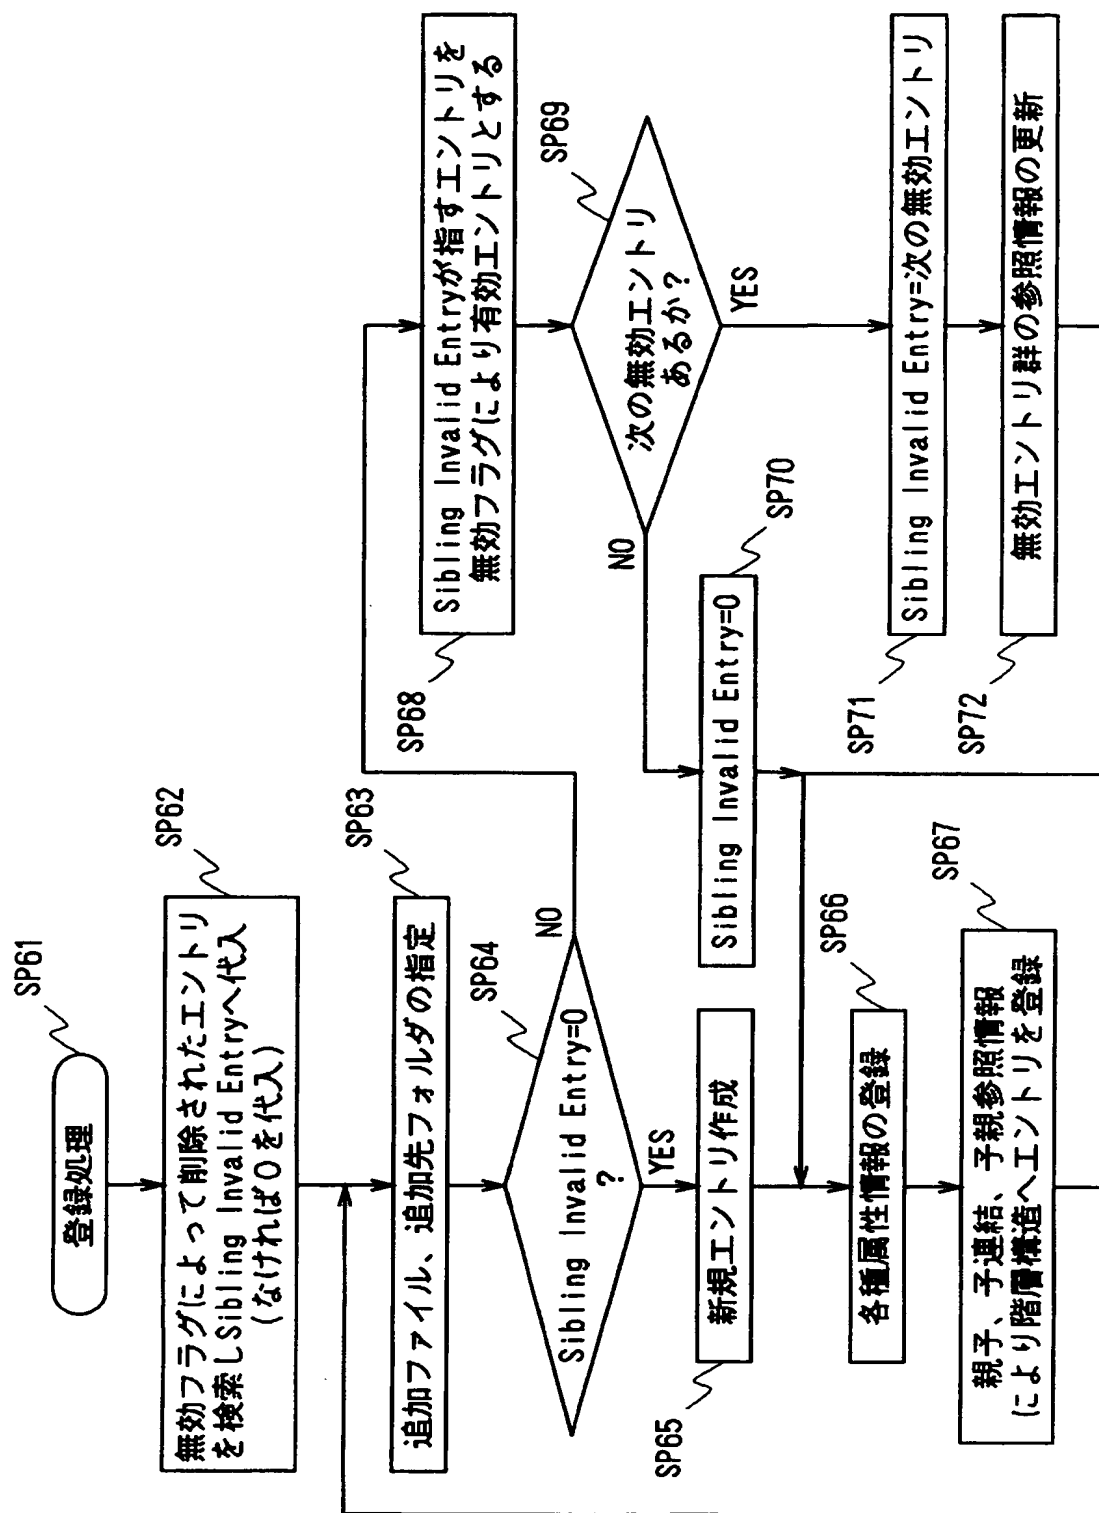 SP61
登録処理
SP62
無効フラグによって削除されたエントリ
を検索しSibling Invalid Entryへ代入
(なければ0を代入)
SP63
追加ファイル、追加先フォルダの指定
SP64
Sibling Invalid Entry=0
?
NO
YES
SP65
新規エントリ作成
SP66
各種属性情報の登録
SP67
親子、子連結、子親参照情報
により階層構造へエントリを登録
SP68
Sibling Invalid Entryが指すエントリを
無効フラグにより有効エントリとする
SP69
次の無効エントリ
あるか?
NO
YES
SP70
Sibling Invalid Entry=0
SP71
Sibling Invalid Entry=次の無効エントリ
SP72
無効エントリ群の参照情報の更新